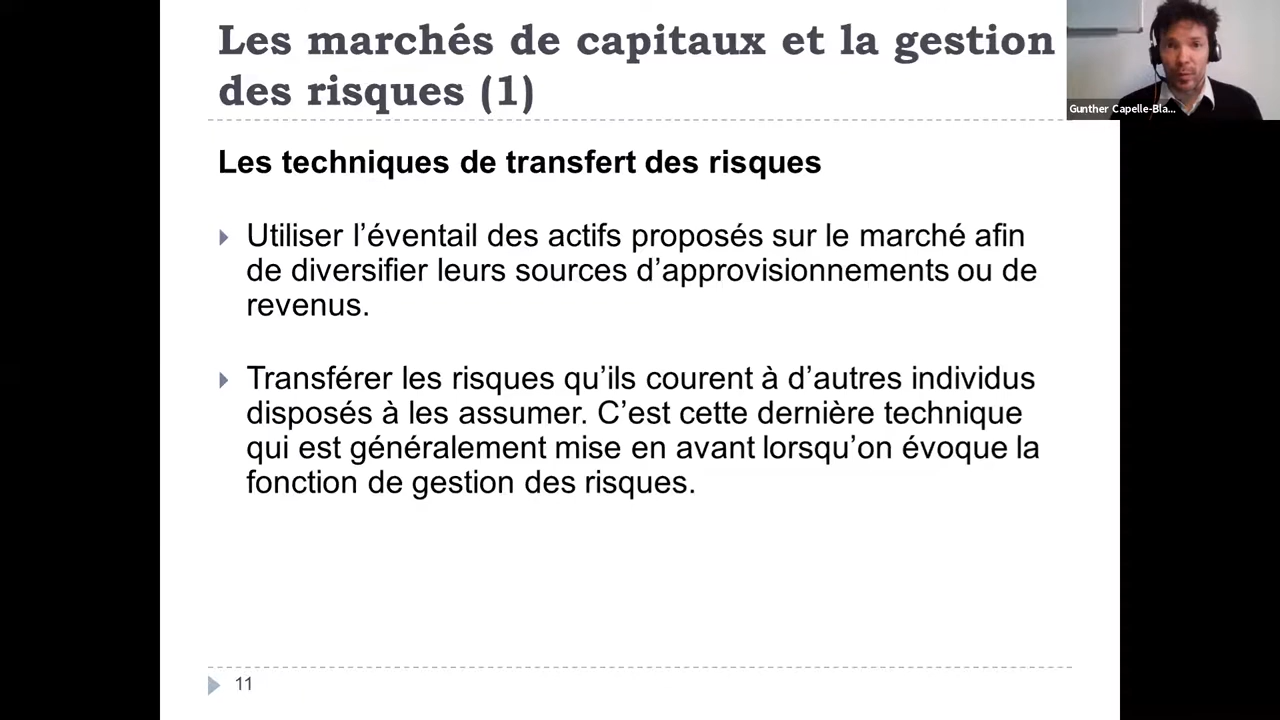 Les marchés de capitaux et la gestion
des risques (1)
Gunther Capelle-Bla...
Les techniques de transfert des risques
Utiliser l’éventail des actifs proposés sur le marché afin
de diversifier leurs sources d’approvisionnements ou de
revenus.
Transférer les risques qu’ils courent à d’autres individus
disposés à les assumer. C’est cette dernière technique
qui est généralement mise en avant lorsqu’on évoque la
fonction de gestion des risques.
11